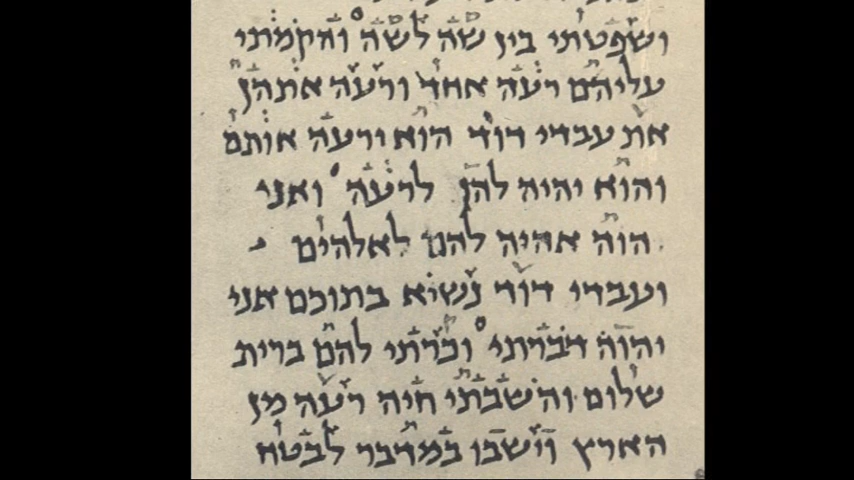 ושפטתי בין שה לשה והקמתי
עליהם רעה אחד ורעה אתהן
את עבדי דויד הוא ירעה אותם
והוא יהיה להן לרעה ואני
יהוה אהיה להם לאלהים
ועבדי דוד נשיא בתוכם אני
יהוה דברתי וכרתי להם ברית
שלום והשבתי חיה רעה מן
הארץ וישבו במדבר לבטח